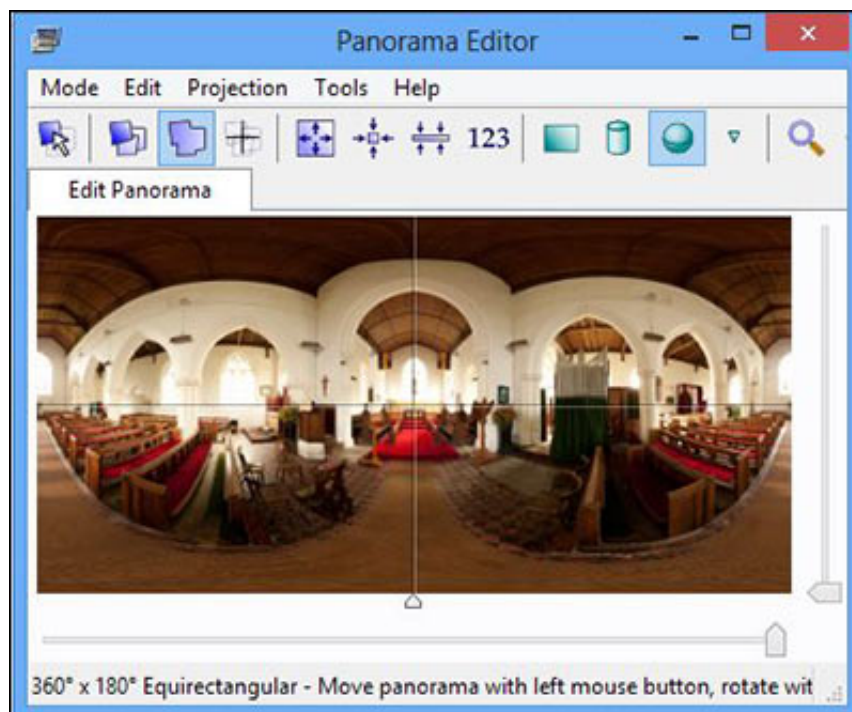 Panorama Editor
Mode Edit Projection Tools Help
123
Edit Panorama
360° x 180° Equirectangular - Move panorama with left mouse button, rotate wit